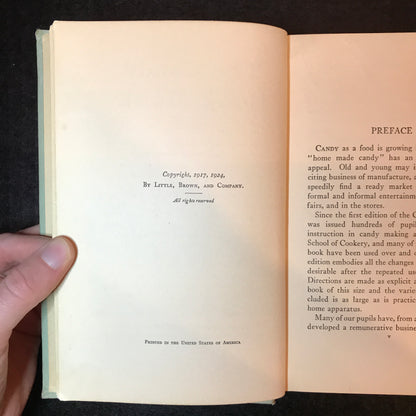 Copyright, 1917, 1924,
By Little, Brown, and Company.
All rights reserved
Printed in the United States of America
PREFACE
Candy as a food is growing
"home made candy" has an
appeal. Old and young may i
citing business of manufacture, a
speedily find a ready market
formal and informal entertainme
fairs, and in the stores.
Since the first edition of the C
was issued hundreds of pupils
instruction in candy making a
School of Cookery, and many of
book have been used over and o
edition embodies all the changes
desirable after the repeated us
Directions are made as explicit a
book of this size and the varie
cluded is as large as is practic
home apparatus.
Many of our pupils have, from a
developed a remunerative busine
v